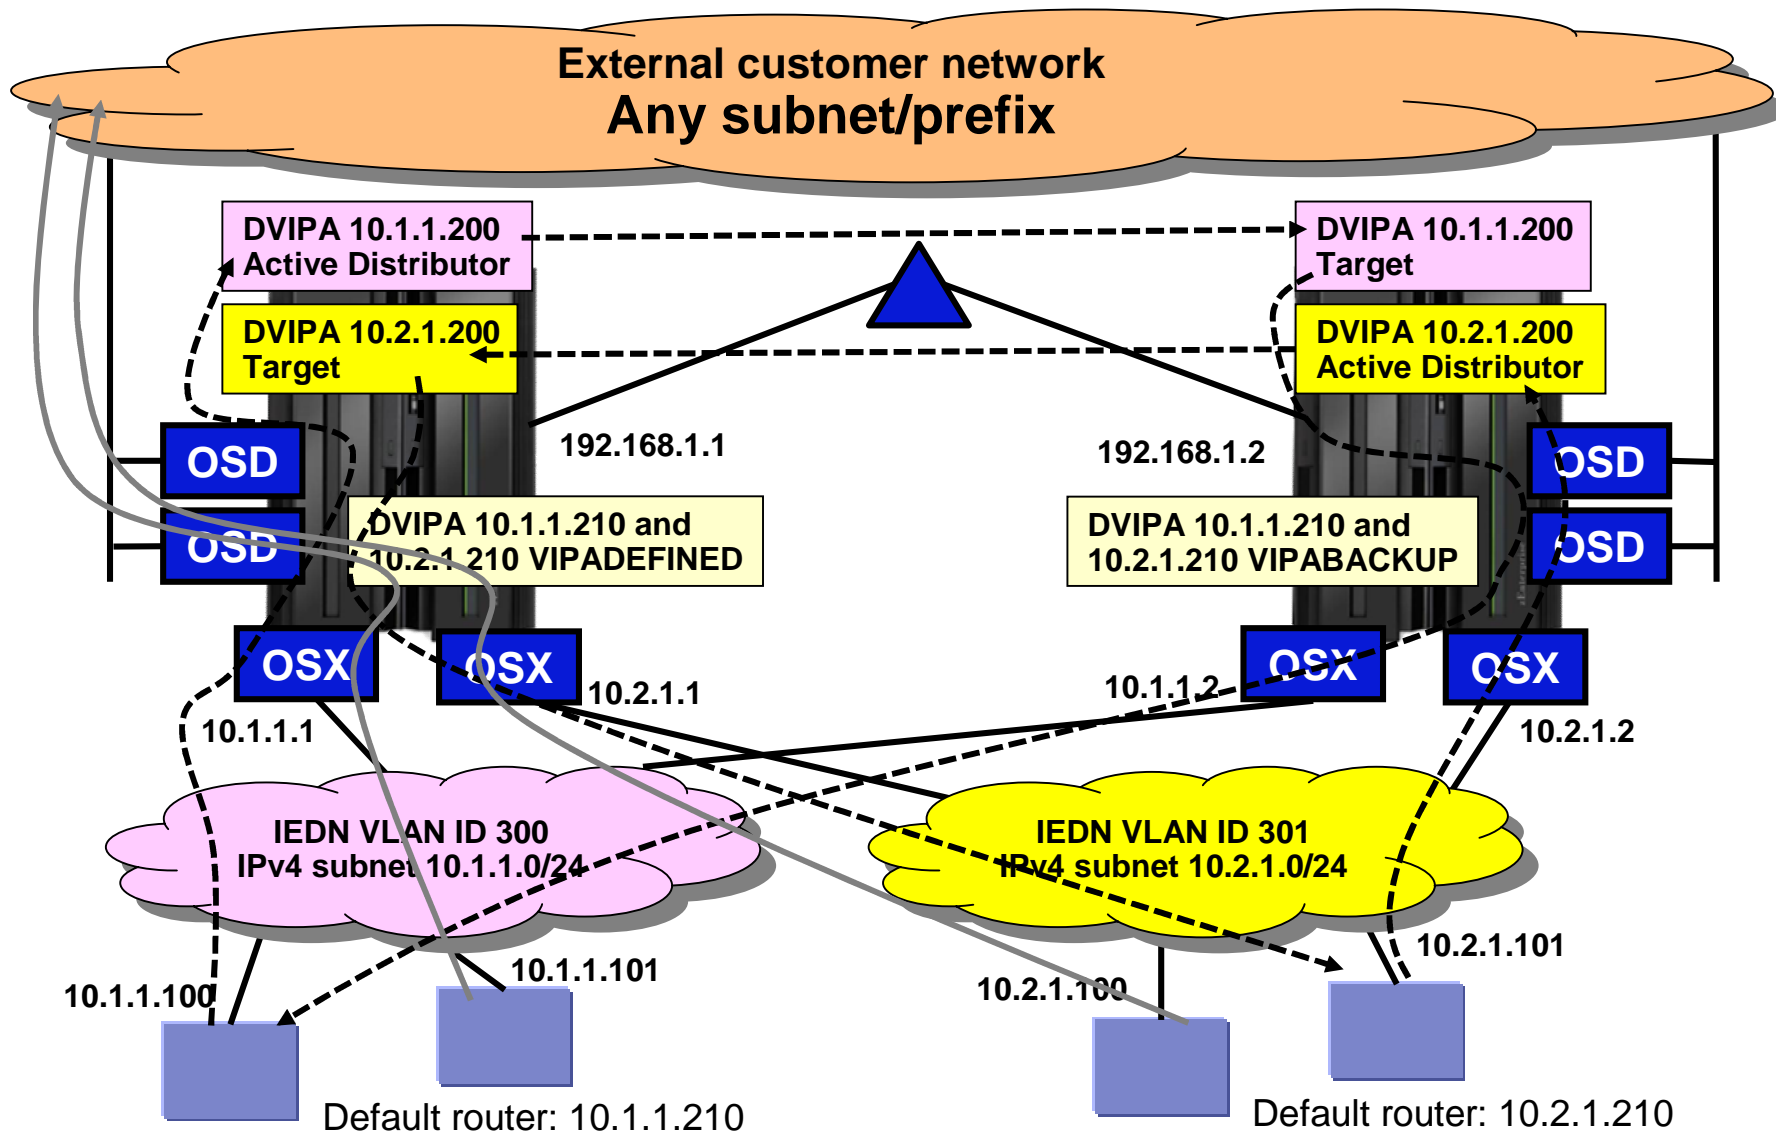 External customer network
Any subnet/prefix
DVIPA 10.1.1.200
Active Distributor
DVIPA 10.1.1.200
Target
DVIPA 10.2.1.200
Target
DVIPA 10.2.1.200
Active Distributor
192.168.1.1
192.168.1.2
OSD
OSD
OSD
OSD
DVIPA 10.1.1.210 and
10.2.1.210 VIPADEFINED
DVIPA 10.1.1.210 and
10.2.1.210 VIPABACKUP
OSX
OSX
OSX
OSX
10.1.1.1
10.2.1.1
10.1.1.2
10.2.1.2
IEDN VLAN ID 300
IPv4 subnet 10.1.1.0/24
IEDN VLAN ID 301
IPv4 subnet 10.2.1.0/24
10.1.1.100
10.1.1.101
10.2.1.100
10.2.1.101
Default router: 10.1.1.210
Default router: 10.2.1.210